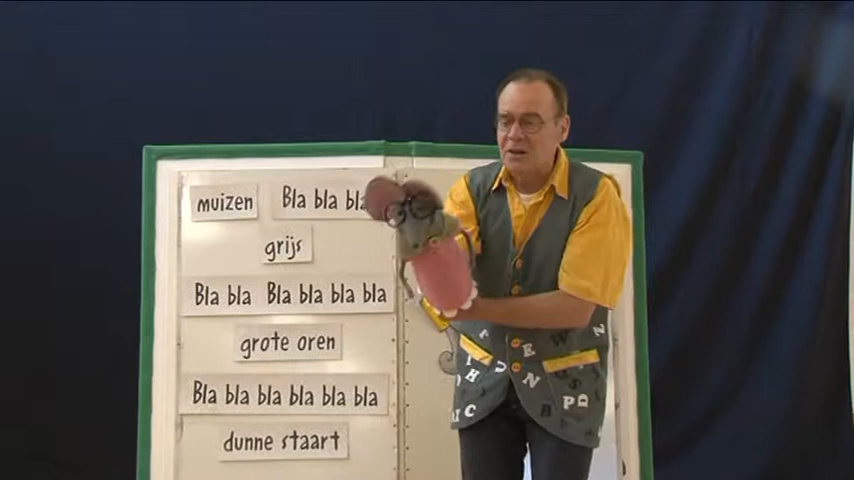 muizen Bla bla bla
grijs
Bla bla Bla bla bla bla
grote oren
Bla bla bla bla bla bla
dunne staart